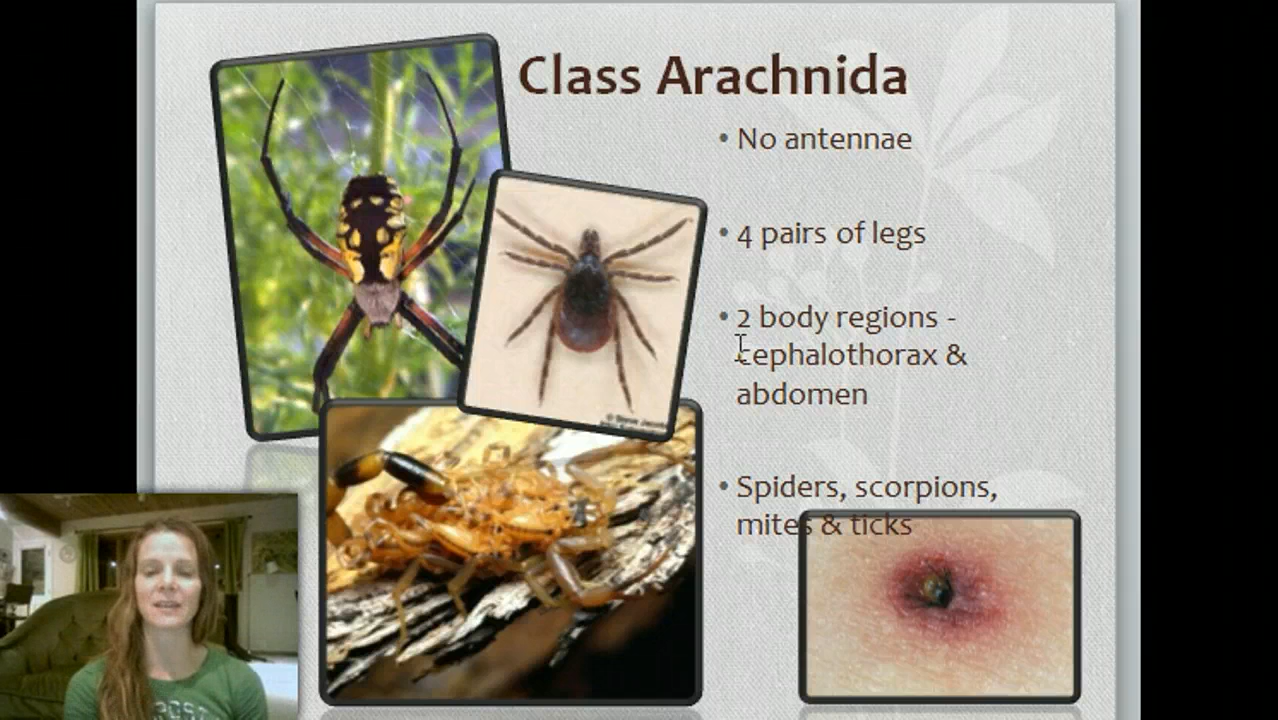 Class Arachnida
• No antennae
• 4 pairs of legs
• 2 body regions -
cephalothorax &
abdomen
• Spiders, scorpions,
mites & ticks